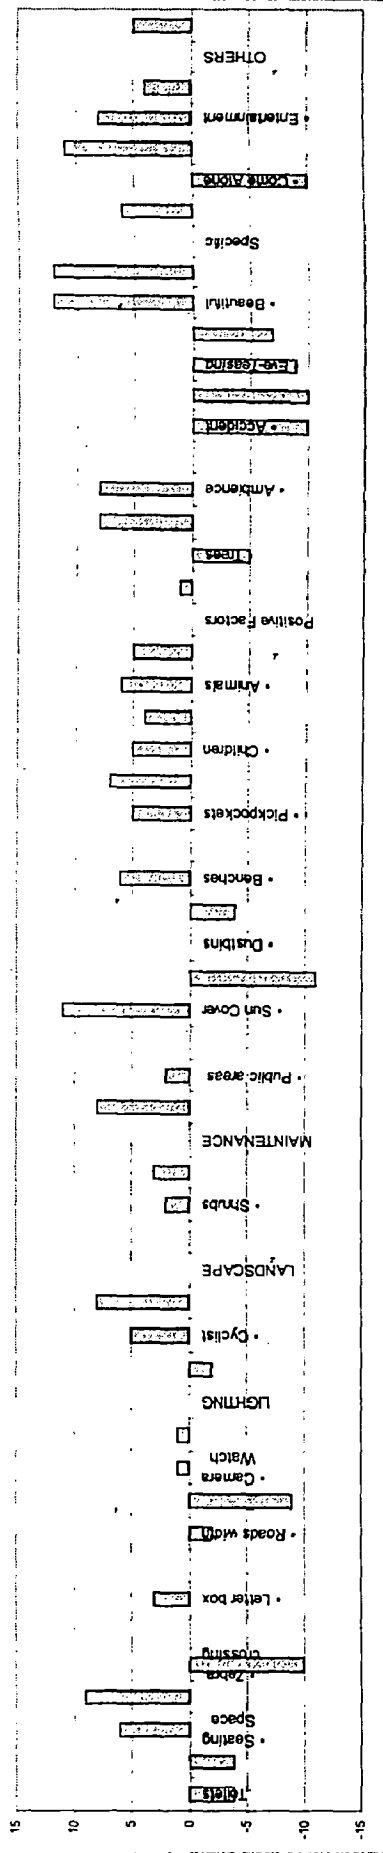 15
10
5
0
-5
-10
-15
Toilets
• Seating
Space
• Zebra
crossing
• Letter box
• Roads width
• Camera
Watch
LIGHTING
• Cyclist
LANDSCAPE
• Shrubs
MAINTENANCE
• Public areas
• Sun Cover
• Dustbins
• Benches
• Pickpockets
• Children
• Animals
Positive Factors
Trees
• Ambience
• Accident
Eve-teasing
• Beautiful
Specific
• Come Alone
• Entertainment
OTHERS